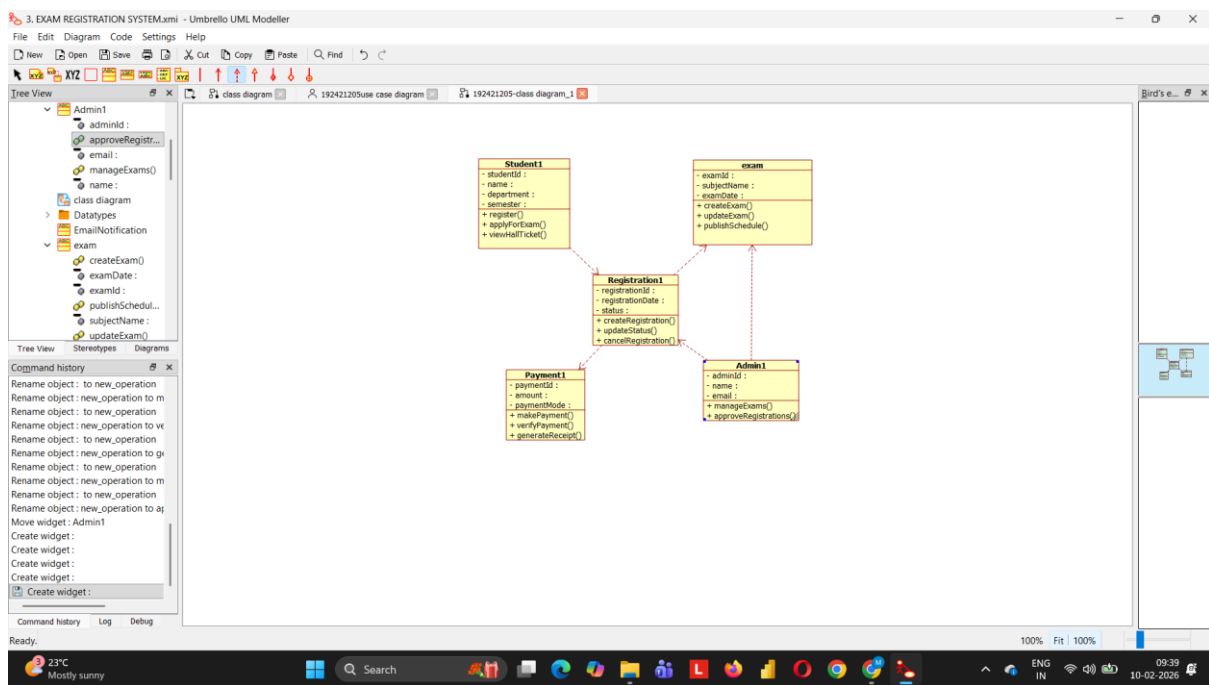 3. EXAM REGISTRATION SYSTEM.xmi - Umbrello UML Modeller
File Edit Diagram Code Settings Help
New Open Save Cut Copy Paste Find
XYZ
Tree View
class diagram 192421205use case diagram 192421205-class diagram_1
Bird's e...
Admin1
adminId :
approveRegistr...
email :
manageExams()
name :
class diagram
Datatypes
EmailNotification
exam
createExam()
examDate :
examId :
publishSchedul...
subjectName :
updateExam()
Tree View Stereotypes Diagrams
Command history
Rename object : to new_operation
Rename object : new_operation to m
Rename object : to new_operation
Rename object : new_operation to ve
Rename object : to new_operation
Rename object : new_operation to ge
Rename object : to new_operation
Rename object : new_operation to m
Rename object : to new_operation
Rename object : new_operation to ap
Move widget : Admin1
Create widget :
Create widget :
Create widget :
Create widget :
Create widget :
Command history Log Debug
Student1
- studentId :
- name :
- department :
- semester :
+ register()
+ applyForExam()
+ viewHallTicket()
exam
- examId :
- subjectName :
- examDate :
+ createExam()
+ updateExam()
+ publishSchedule()
Registration1
- registrationId :
- registrationDate :
- status :
+ createRegistration()
+ updateStatus()
+ cancelRegistration()
Payment1
- paymentId :
- amount :
- paymentMode :
+ makePayment()
+ verifyPayment()
+ generateReceipt()
Admin1
- adminId :
- name :
- email :
+ manageExams()
+ approveRegistrations()
Ready.
100% Fit 100%
3
23°C
Mostly sunny
Search
L
ENG
IN
09:39
10-02-2026